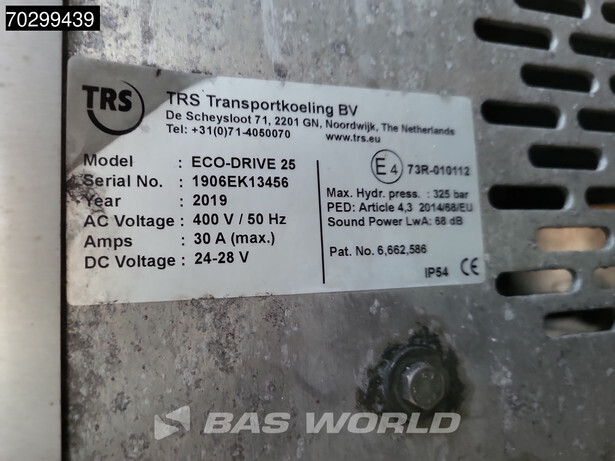 70299439
TRS
TRS Transportkoeling BV
De Scheysloot 71, 2201 GN, Noordwijk, The Netherlands
Tel: +31(0)71-4050070 www.trs.eu
Model : ECO-DRIVE 25
Serial No. : 1906EK13456
Year : 2019
AC Voltage : 400 V / 50 Hz
Amps : 30 A (max.)
DC Voltage : 24-28 V
E4 73R-010112
Max. Hydr. press. : 325 bar
PED: Article 4,3 2014/68/EU
Sound Power LwA: 68 dB
Pat. No. 6,662,586
IP54 CE
BAS WORLD